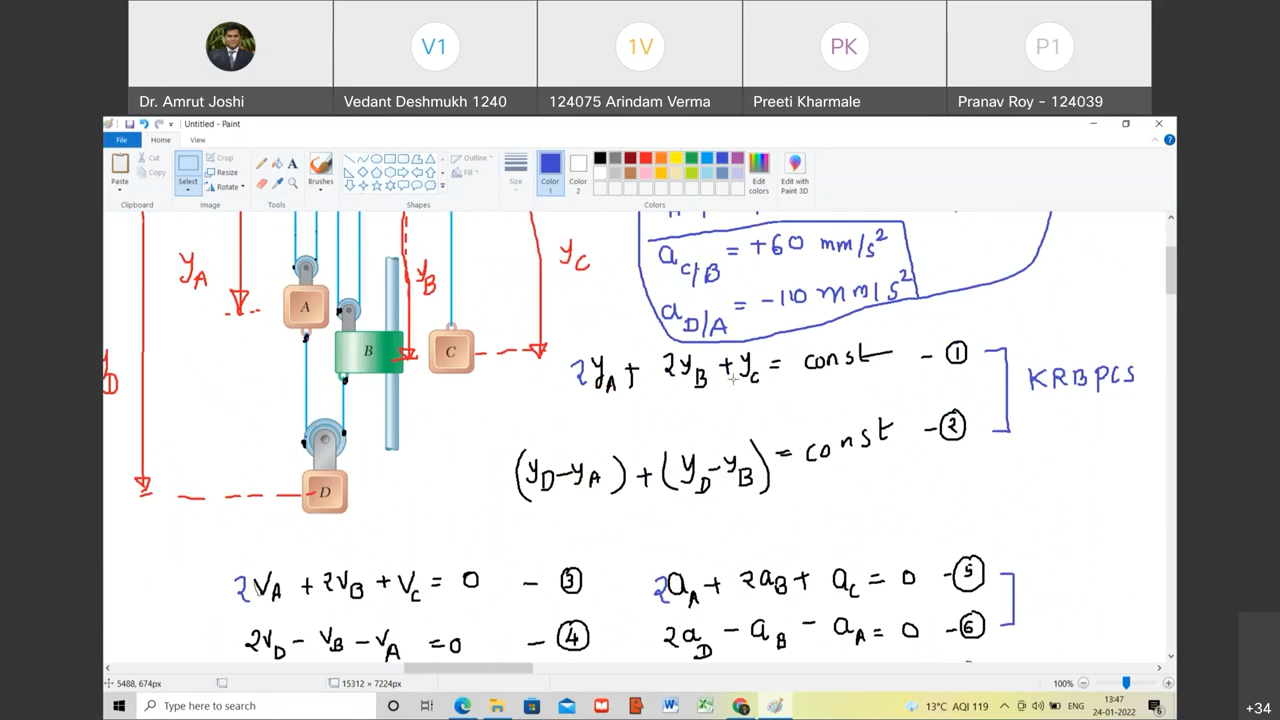 V1
1V
PK
P1
Dr. Amrut Joshi
Vedant Deshmukh 1240
124075 Arindam Verma
Preeti Kharmale
Pranav Roy - 124039
Untitled - Paint
File
Home
View
Paste
Cut
Copy
Clipboard
Select
Crop
Resize
Rotate
Image
A
Tools
Brushes
Shapes
Outline
Fill
Size
Color 1
Color 2
Colors
Edit colors
Edit with Paint 3D
y_A
y_B
y_C
y_D
A
B
C
D
a_C/B = +60 mm/s²
a_D/A = -110 mm/s²
2y_A + 2y_B + y_C = const - ①
KRBPCS
(y_D - y_A) + (y_D - y_B) = const - ②
2v_A + 2v_B + v_C = 0 - ③
2a_A + 2a_B + a_C = 0 - ⑤
2v_D - v_B - v_A = 0 - ④
2a_D - a_B - a_A = 0 - ⑥
5488, 674px
15312 × 7224px
100%
Type here to search
13°C AQI 119
ENG
13:47
24-01-2022
6
+34